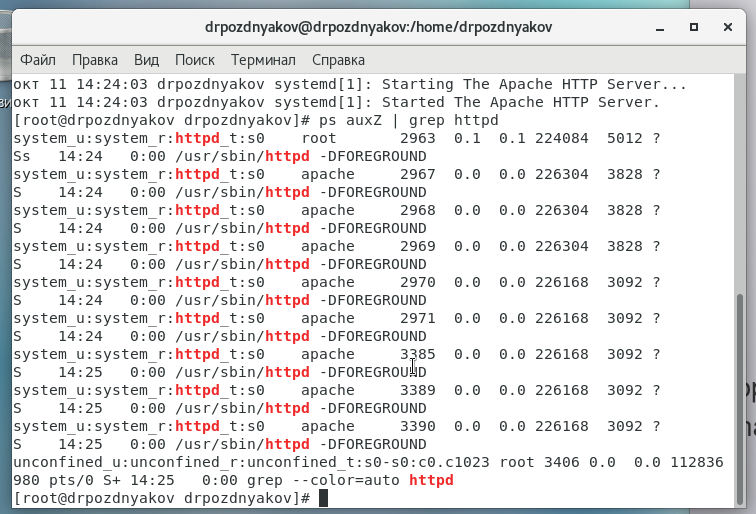 drpozdnyakov@drpozdnyakov:/home/drpozdnyakov
Файл Правка Вид Поиск Терминал Справка
окт 11 14:24:03 drpozdnyakov systemd[1]: Starting The Apache HTTP Server...
окт 11 14:24:03 drpozdnyakov systemd[1]: Started The Apache HTTP Server.
[root@drpozdnyakov drpozdnyakov]# ps auxZ | grep httpd
system_u:system_r:httpd_t:s0    root       2963  0.1  0.1 224084  5012 ?
Ss   14:24   0:00 /usr/sbin/httpd -DFOREGROUND
system_u:system_r:httpd_t:s0    apache     2967  0.0  0.0 226304  3828 ?
S    14:24   0:00 /usr/sbin/httpd -DFOREGROUND
system_u:system_r:httpd_t:s0    apache     2968  0.0  0.0 226304  3828 ?
S    14:24   0:00 /usr/sbin/httpd -DFOREGROUND
system_u:system_r:httpd_t:s0    apache     2969  0.0  0.0 226304  3828 ?
S    14:24   0:00 /usr/sbin/httpd -DFOREGROUND
system_u:system_r:httpd_t:s0    apache     2970  0.0  0.0 226168  3092 ?
S    14:24   0:00 /usr/sbin/httpd -DFOREGROUND
system_u:system_r:httpd_t:s0    apache     2971  0.0  0.0 226168  3092 ?
S    14:24   0:00 /usr/sbin/httpd -DFOREGROUND
system_u:system_r:httpd_t:s0    apache     3385  0.0  0.0 226168  3092 ?
S    14:25   0:00 /usr/sbin/httpd -DFOREGROUND
system_u:system_r:httpd_t:s0    apache     3389  0.0  0.0 226168  3092 ?
S    14:25   0:00 /usr/sbin/httpd -DFOREGROUND
system_u:system_r:httpd_t:s0    apache     3390  0.0  0.0 226168  3092 ?
S    14:25   0:00 /usr/sbin/httpd -DFOREGROUND
unconfined_u:unconfined_r:unconfined_t:s0-s0:c0.c1023 root 3406 0.0  0.0 112836
980 pts/0 S+ 14:25   0:00 grep --color=auto httpd
[root@drpozdnyakov drpozdnyakov]#